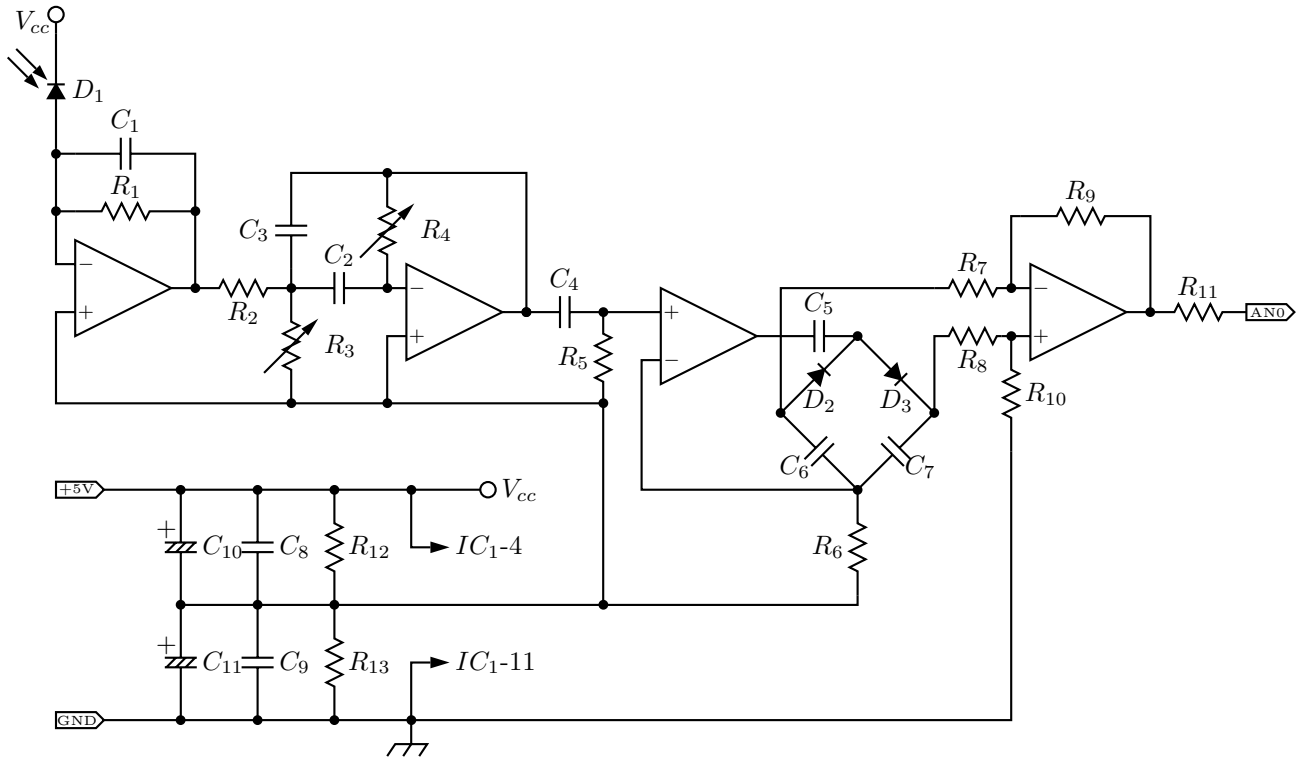 Vcc
D1
C1
R1
−
+
R2
C3
C2
R3
R4
−
+
C4
R5
+
−
C5
D2
D3
C6
C7
R6
R7
R8
R9
−
+
R10
R11
AN0
+5V
Vcc
+
C10
C8
R12
IC1-4
+
C11
C9
R13
IC1-11
GND